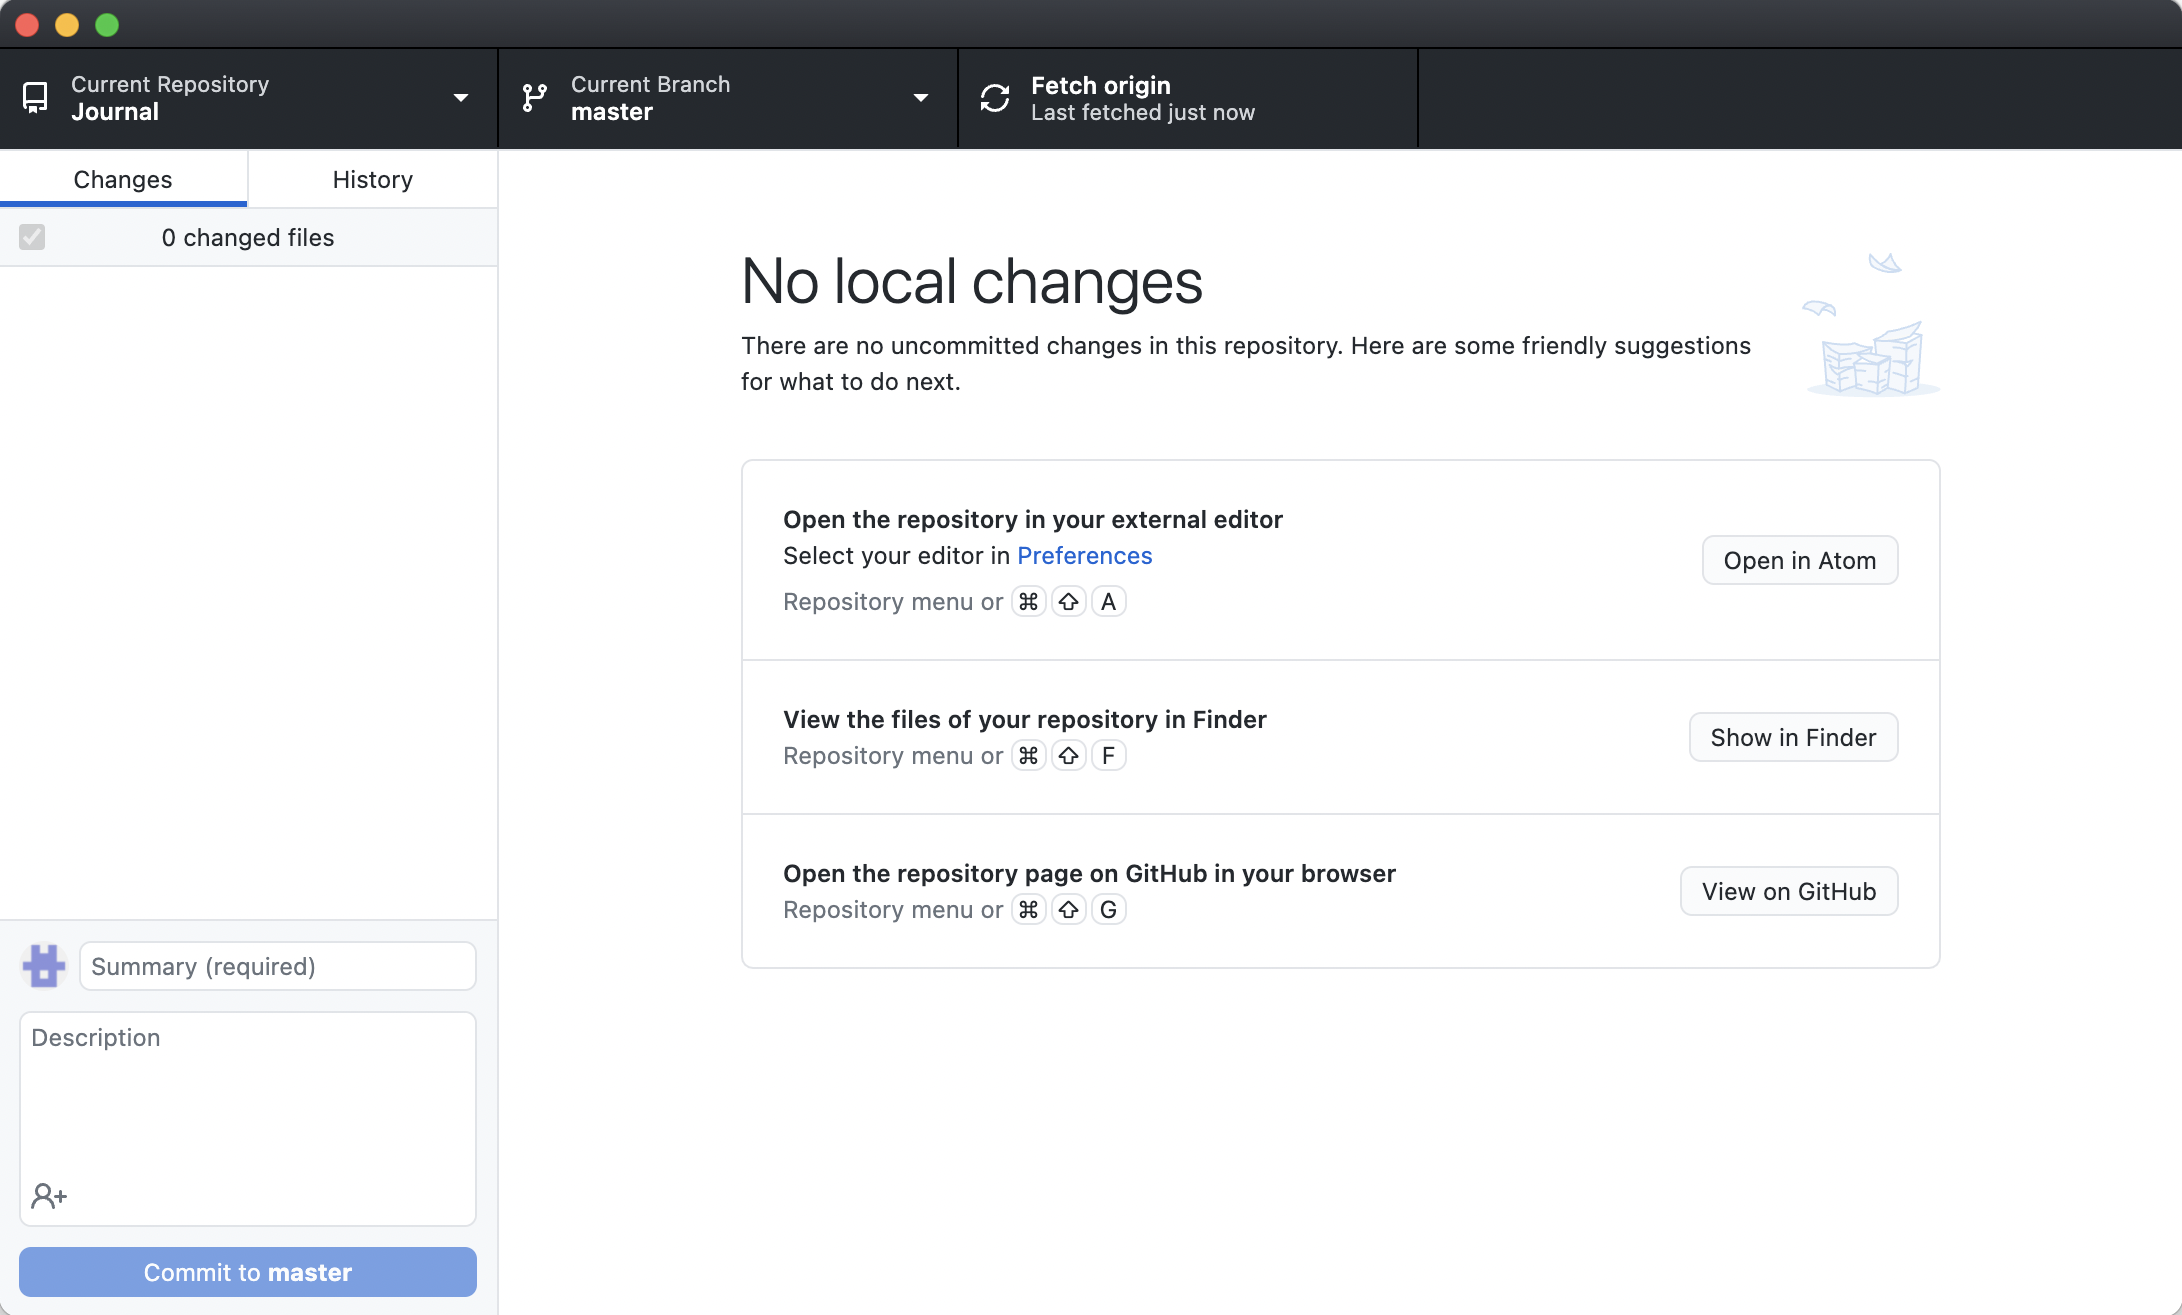 Current Repository
Journal
Current Branch
master
Fetch origin
Last fetched just now
Changes
History
0 changed files
No local changes
There are no uncommitted changes in this repository. Here are some friendly suggestions
for what to do next.
Open the repository in your external editor
Select your editor in Preferences
Repository menu or ⌘ ⇧ A
Open in Atom
View the files of your repository in Finder
Repository menu or ⌘ ⇧ F
Show in Finder
Open the repository page on GitHub in your browser
Repository menu or ⌘ ⇧ G
View on GitHub
Summary (required)
Description
Commit to master